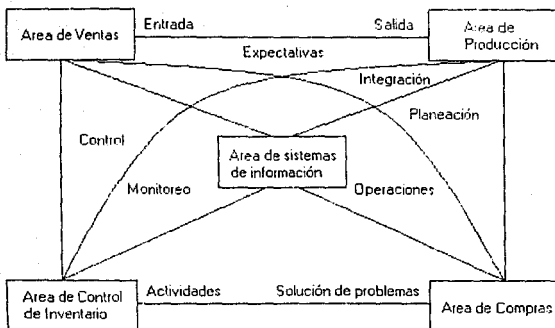 Area de Ventas
Entrada
Salida
Area de
Producción
Expectativas
Integración
Planeación
Control
Area de sistemas
de información
Monitoreo
Operaciones
Area de Control
de Inventario
Actividades
Solución de problemas
Area de Compras